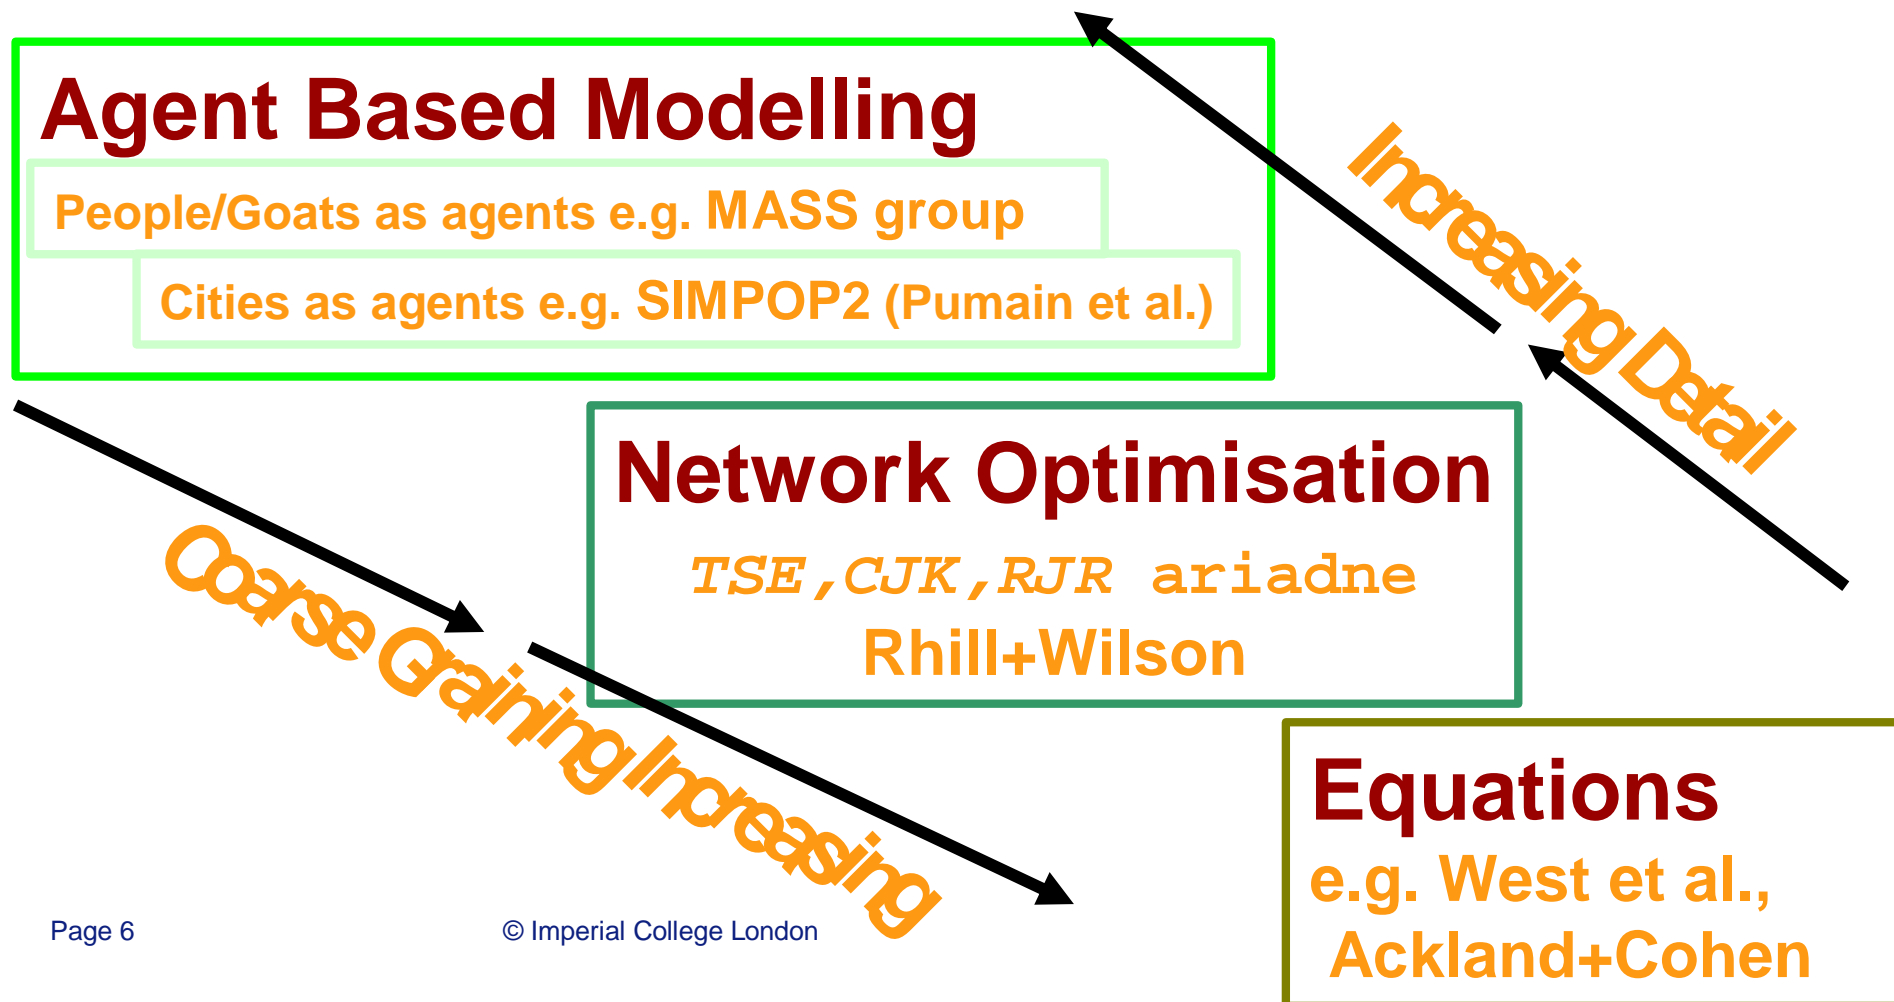 Agent Based Modelling
People/Goats as agents e.g. MASS group
Cities as agents e.g. SIMPOP2 (Pumain et al.)
Increasing Detail
Network Optimisation
TSE,CJK,RJR ariadne
Rhill+Wilson
Coarse Graining Increasing
Equations
e.g. West et al.,
Ackland+Cohen
Page 6
© Imperial College London